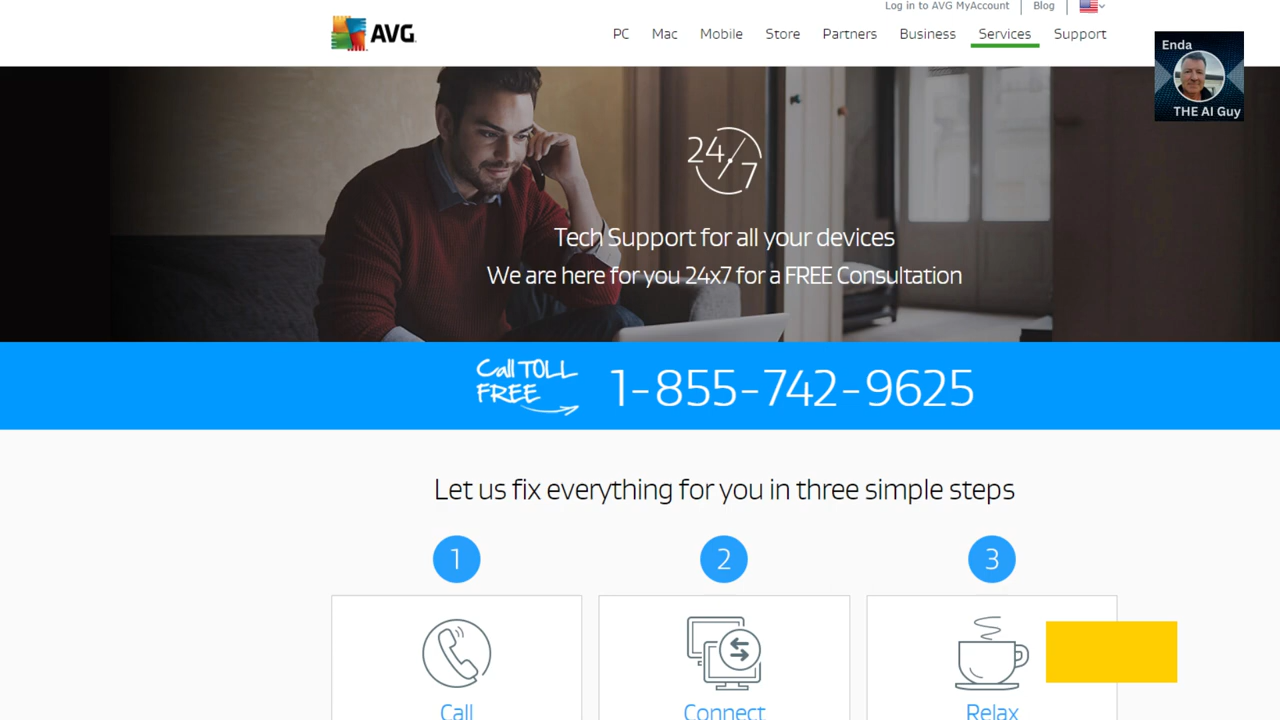 Log in to AVG MyAccount
Blog
AVG
PC
Mac
Mobile
Store
Partners
Business
Services
Support
Enda
THE AI Guy
24
7
Tech Support for all your devices
We are here for you 24x7 for a FREE Consultation
Call TOLL
FREE
1-855-742-9625
Let us fix everything for you in three simple steps
1
2
3
Call
Connect
Relax